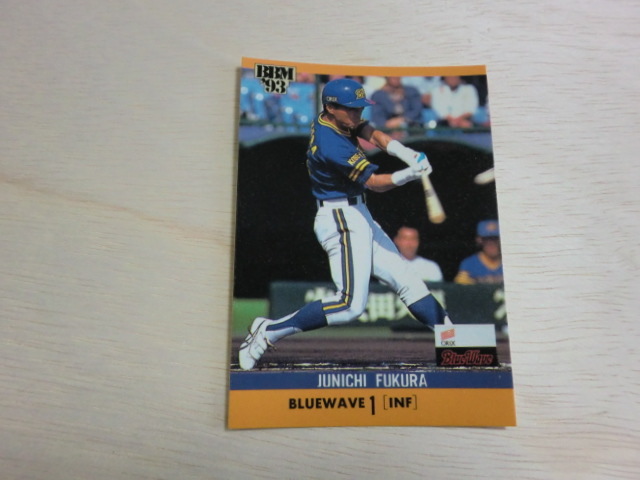 BBM
'93
ORIX
BlueWave
JUNICHI FUKURA
BLUEWAVE 1 [INF]